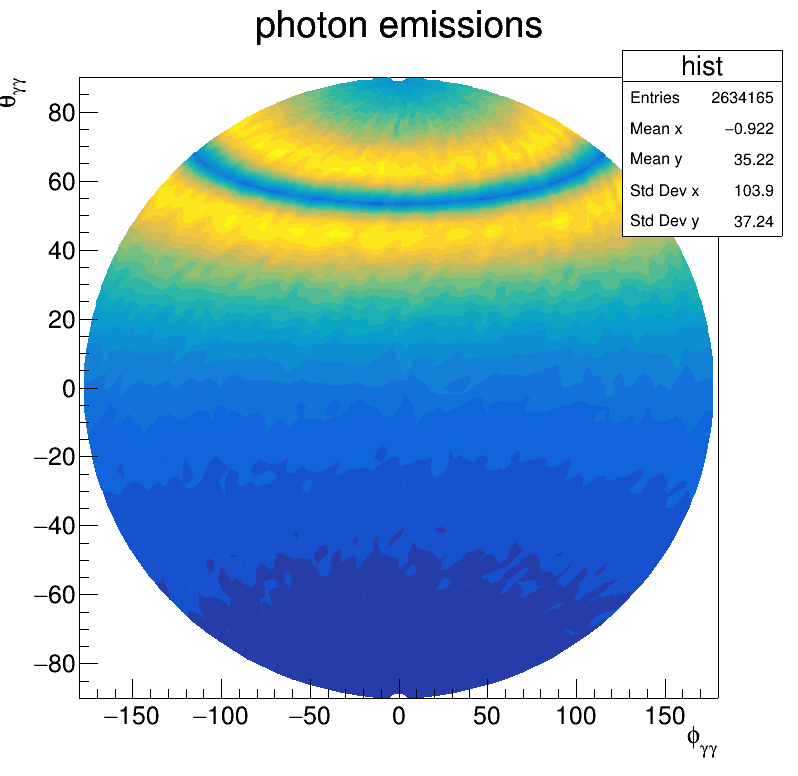 photon emissions
hist
Entries 2634165
Mean x −0.922
Mean y 35.22
Std Dev x 103.9
Std Dev y 37.24
θγγ
80
60
40
20
0
−20
−40
−60
−80
−150 −100 −50 0 50 100 150
ϕγγ